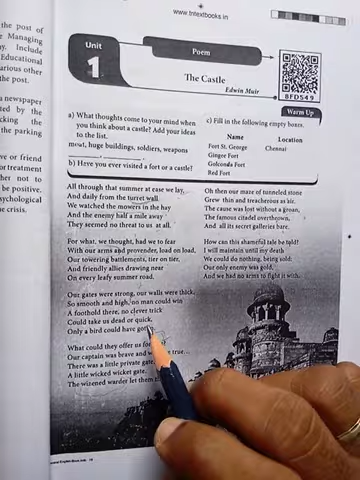 the post of
Managing
y. Include
Educational
arious other
the post.
a newspaper
ted by the
cking the
the parking
ve or friend
or treatment
her not to
be positive.
sychological
e crisis.
www.tntextbooks.in
Unit
1
Poem
The Castle
Edwin Muir
8FD549
Warm Up
a) What thoughts come to your mind when
you think about a castle? Add your ideas
to the list.
moat, huge buildings, soldiers, weapons
b) Have you ever visited a fort or a castle?
c) Fill in the following empty boxes.
Name Location
Fort St. George Chennai
Gingee Fort
Golconda Fort
Red Fort
All through that summer at ease we lay,
And daily from the turret wall
We watched the mowers in the hay
And the enemy half a mile away
They seemed no threat to us at all.
For what, we thought, had we to fear
With our arms and provender, load on load,
Our towering battlements, tier on tier,
And friendly allies drawing near
On every leafy summer road.
Our gates were strong, our walls were thick,
So smooth and high, no man could win
A foothold there, no clever trick
Could take us dead or quick,
Only a bird could have got
What could they offer us for
Our captain was brave and we true…
There was a little private gate,
A little wicked wicket gate.
The wizened warder let them
Oh then our maze of tunneled stone
Grew thin and treacherous as air.
The cause was lost without a groan,
The famous citadel overthrown,
And all its secret galleries bare.
How can this shameful tale be told?
I will maintain until my death
We could do nothing, being sold:
Our only enemy was gold,
And we had no arms to fight it with.